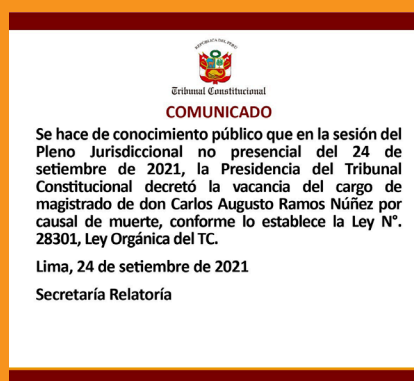 REPÚBLICA DEL PERÚ
Tribunal Constitucional
COMUNICADO
Se hace de conocimiento público que en la sesión del
Pleno Jurisdiccional no presencial del 24 de
setiembre de 2021, la Presidencia del Tribunal
Constitucional decretó la vacancia del cargo de
magistrado de don Carlos Augusto Ramos Núñez por
causal de muerte, conforme lo establece la Ley N°.
28301, Ley Orgánica del TC.
Lima, 24 de setiembre de 2021
Secretaría Relatoría